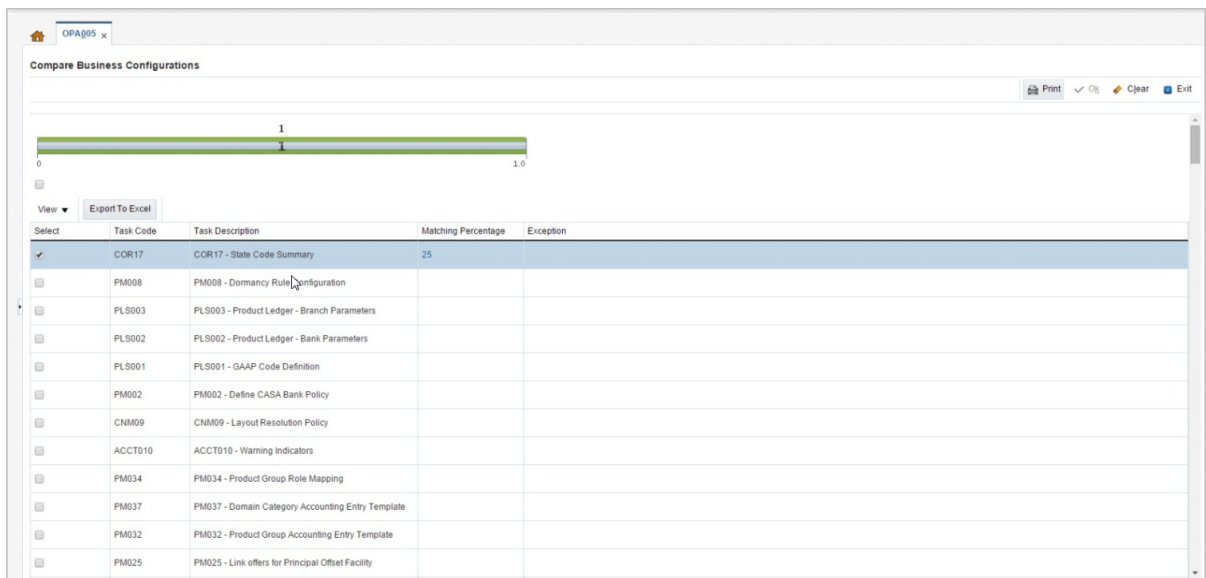 OPA005 x
Compare Business Configurations
Print Ok Clear Exit
1
1
0 1.0
View Export To Excel
Select Task Code Task Description Matching Percentage Exception
COR17 COR17 - State Code Summary 25
PM008 PM008 - Dormancy Rule Configuration
PLS003 PLS003 - Product Ledger - Branch Parameters
PLS002 PLS002 - Product Ledger - Bank Parameters
PLS001 PLS001 - GAAP Code Definition
PM002 PM002 - Define CASA Bank Policy
CNM09 CNM09 - Layout Resolution Policy
ACCT010 ACCT010 - Warning Indicators
PM034 PM034 - Product Group Role Mapping
PM037 PM037 - Domain Category Accounting Entry Template
PM032 PM032 - Product Group Accounting Entry Template
PM025 PM025 - Link offers for Principal Offset Facility